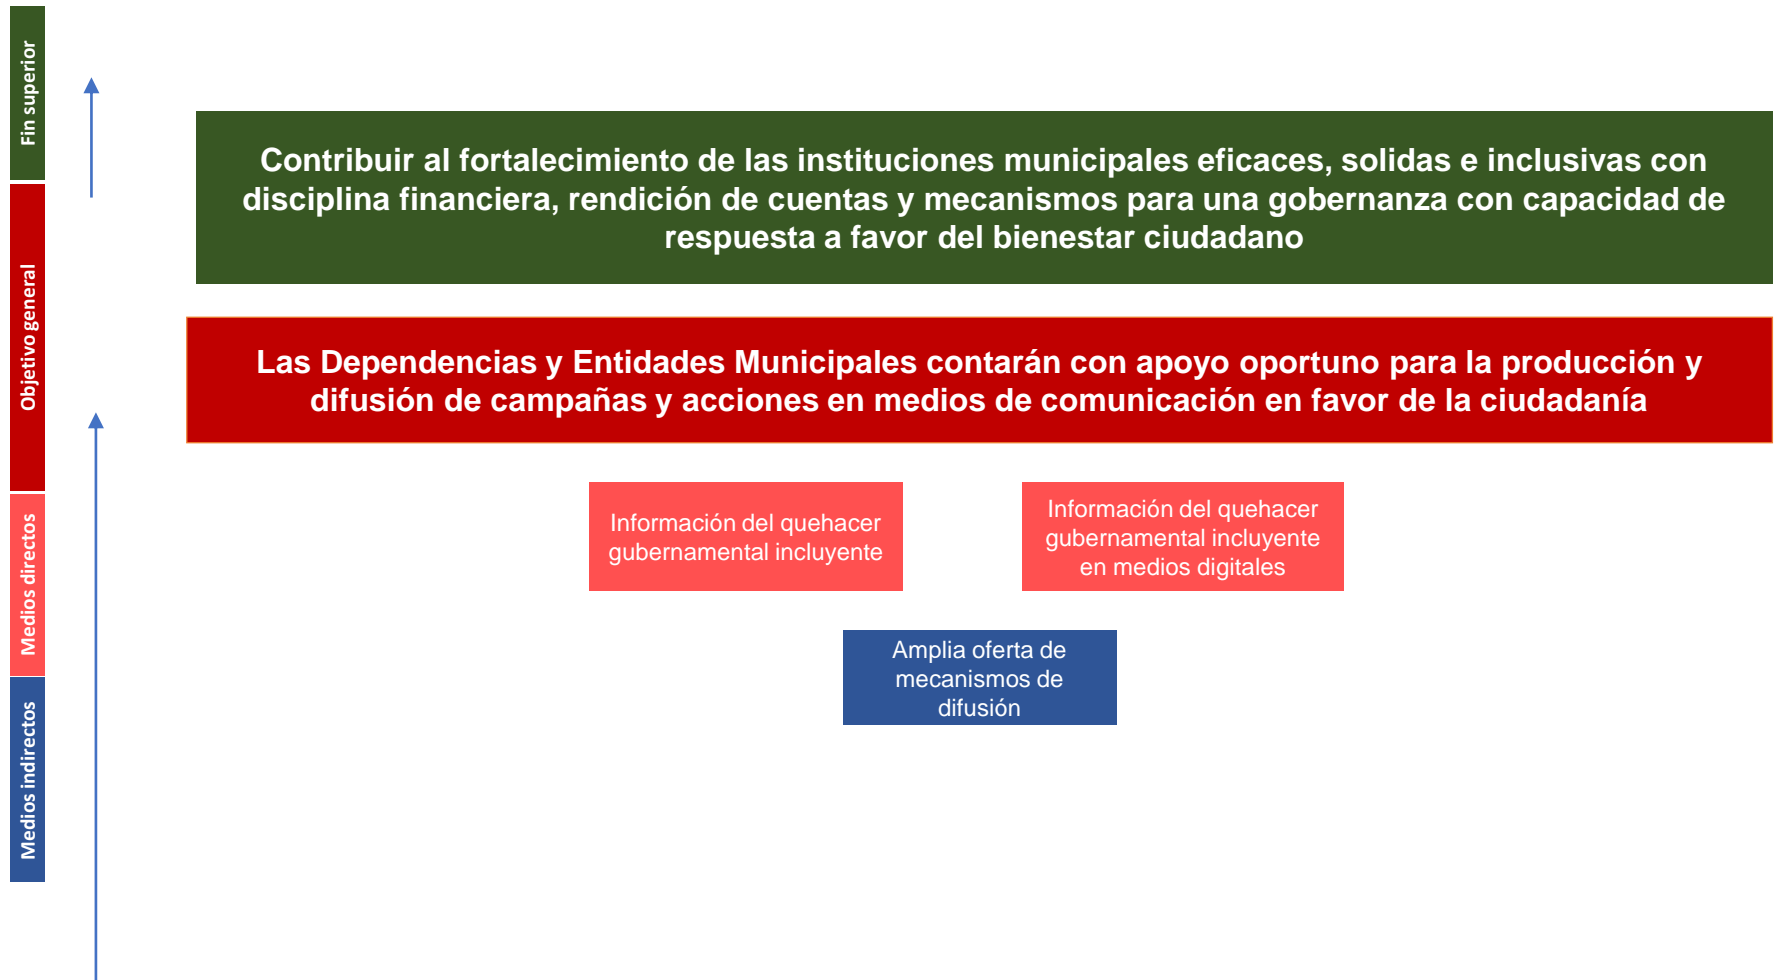 Fin superior
Objetivo general
Medios directos
Medios indirectos
Contribuir al fortalecimiento de las instituciones municipales eficaces, solidas e inclusivas con
disciplina financiera, rendición de cuentas y mecanismos para una gobernanza con capacidad de
respuesta a favor del bienestar ciudadano
Las Dependencias y Entidades Municipales contarán con apoyo oportuno para la producción y
difusión de campañas y acciones en medios de comunicación en favor de la ciudadanía
Información del quehacer
gubernamental incluyente
Información del quehacer
gubernamental incluyente
en medios digitales
Amplia oferta de
mecanismos de
difusión